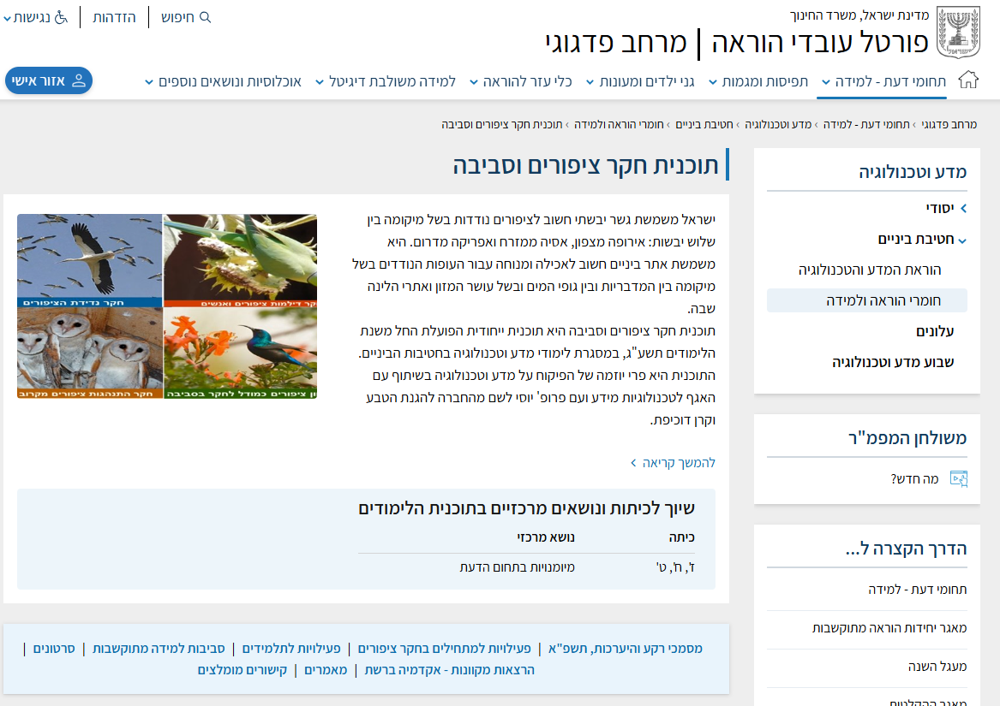 מדינת ישראל, משרד החינוך
פורטל עובדי הוראה | מרחב פדגוגי
חיפוש
הזדהות
נגישות
תחומי דעת - למידה
תפיסות ומגמות
גני ילדים ומעונות
כלי עזר להוראה
למידה משולבת דיגיטל
אוכלוסיות ונושאים נוספים
אזור אישי
מרחב פדגוגי › תחומי דעת - למידה › מדע וטכנולוגיה › חטיבת ביניים › חומרי הוראה ולמידה › תוכנית חקר ציפורים וסביבה
מדע וטכנולוגיה
יסודי
חטיבת ביניים
הוראת המדע והטכנולוגיה
חומרי הוראה ולמידה
עלונים
שבוע מדע וטכנולוגיה
משולחן המפמ"ר
מה חדש?
הדרך הקצרה ל...
תחומי דעת - למידה
מאגר יחידות הוראה מתוקשבות
מעגל השנה
מאגר ההקלטות
תוכנית חקר ציפורים וסביבה
ישראל משמשת גשר יבשתי חשוב לציפורים נודדות בשל מיקומה בין
שלוש יבשות: אירופה מצפון, אסיה ממזרח ואפריקה מדרום. היא
משמשת אתר ביניים חשוב לאכילה ומנוחה עבור העופות הנודדים בשל
מיקומה בין המדבריות ובין גופי המים ובשל עושר המזון ואתרי הלינה
שבה.
תוכנית חקר ציפורים וסביבה היא תוכנית ייחודית הפועלת החל משנת
הלימודים תשע"ג, במסגרת לימודי מדע וטכנולוגיה בחטיבות הביניים.
התוכנית היא פרי יוזמה של הפיקוח על מדע וטכנולוגיה בשיתוף עם
האגף לטכנולוגיות מידע ועם פרופ' יוסי לשם מהחברה להגנת הטבע
וקרן דוכיפת.
חקר דילמות ציפורים ואנשים
חקר נדידת הציפורים
ון ציפורים כמודל לחקר בסביבה
חקר התנהגות ציפורים מקרוב
להמשך קריאה
שיוך לכיתות ונושאים מרכזיים בתוכנית הלימודים
כיתה נושא מרכזי
ז', ח', ט' מיומנויות בתחום הדעת
מסמכי רקע והיערכות, תשפ"א | פעילויות למתחילים בחקר ציפורים | פעילויות לתלמידים | סביבות למידה מתוקשבות | סרטונים |
הרצאות מקוונות - אקדמיה ברשת | מאמרים | קישורים מומלצים